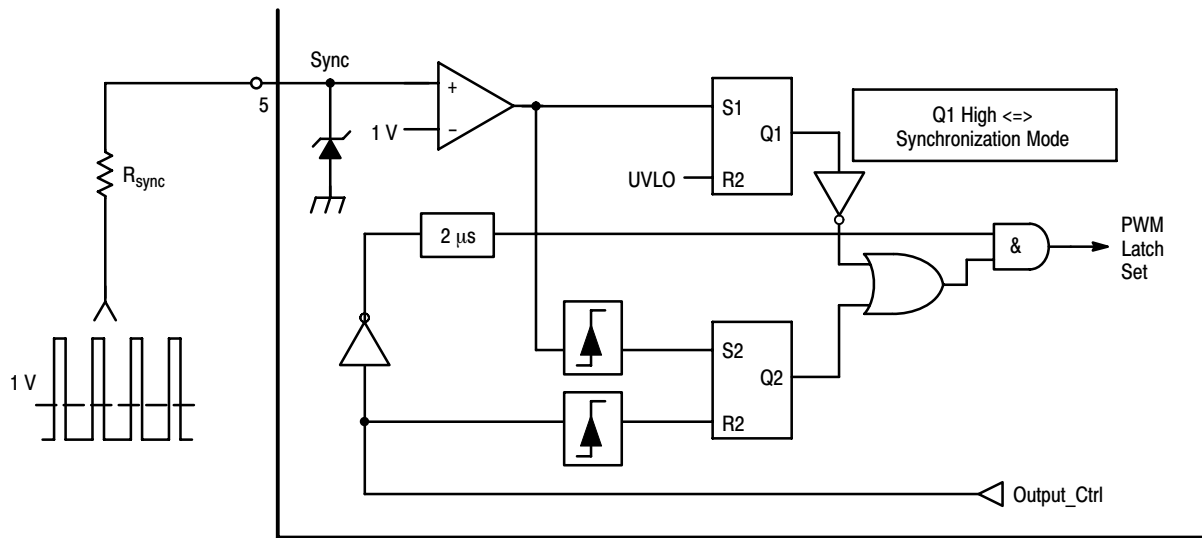 Sync
5
R_sync
1 V
+
−
1 V
UVLO
S1
Q1
R2
Q1 High <=>
Synchronization Mode
2 μs
&
PWM
Latch
Set
S2
Q2
R2
Output_Ctrl